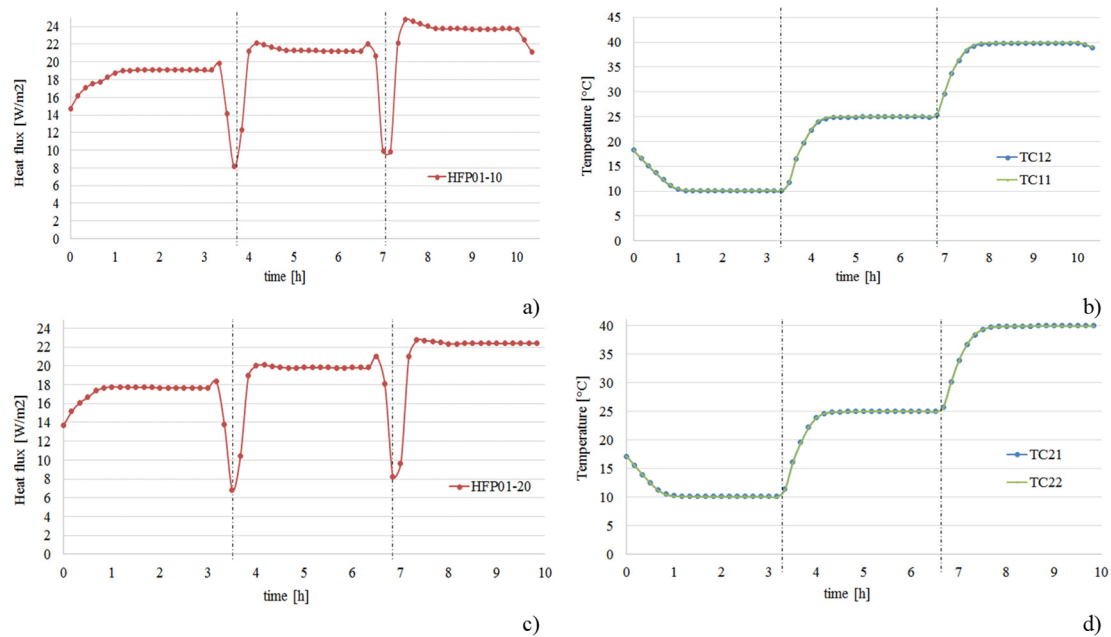 24
22
20
18
16
14
12
10
8
6
4
2
0
Heat flux [W/m2]
HFP01-10
0 1 2 3 4 5 6 7 8 9 10
time [h]
a)
45
40
35
30
25
20
15
10
5
0
Temperature [°C]
TC12
TC11
0 1 2 3 4 5 6 7 8 9 10
time [h]
b)
24
22
20
18
16
14
12
10
8
6
4
2
0
Heat flux [W/m2]
HFP01-20
0 1 2 3 4 5 6 7 8 9 10
time [h]
c)
40
35
30
25
20
15
10
5
0
Temperature [°C]
TC21
TC22
0 1 2 3 4 5 6 7 8 9 10
time [h]
d)